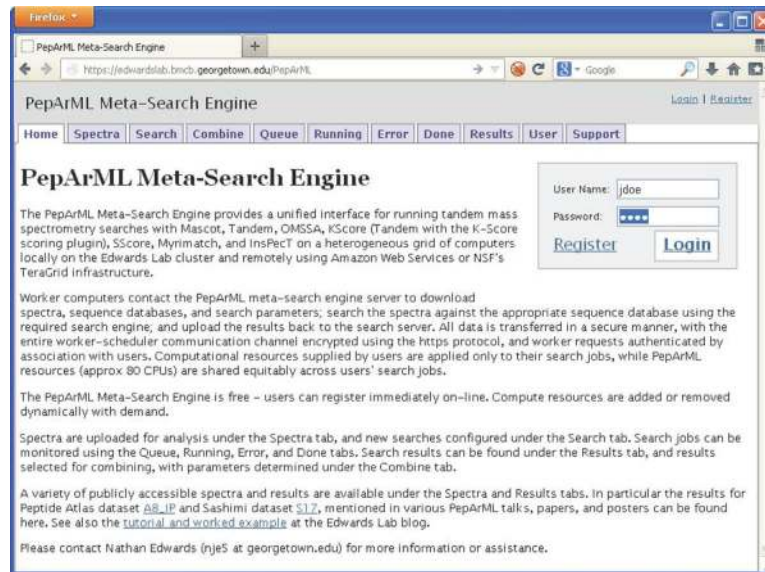 Firefox
PepArML Meta-Search Engine
https://edwardslab.bmcb.georgetown.edu/PepArML
Google
PepArML Meta-Search Engine
Login | Register
Home Spectra Search Combine Queue Running Error Done Results User Support
PepArML Meta-Search Engine
User Name: jdoe
Password: ••••
Register Login
The PepArML Meta-Search Engine provides a unified interface for running tandem mass
spectrometry searches with Mascot, Tandem, OMSSA, KScore (Tandem with the K-Score
scoring plugin), SScore, Myrimatch, and InsPecT on a heterogeneous grid of computers
locally on the Edwards Lab cluster and remotely using Amazon Web Services or NSF's
TeraGrid infrastructure.
Worker computers contact the PepArML meta-search engine server to download
spectra, sequence databases, and search parameters; search the spectra against the appropriate sequence database using the
required search engine; and upload the results back to the search server. All data is transferred in a secure manner, with the
entire worker-scheduler communication channel encrypted using the https protocol, and worker requests authenticated by
association with users. Computational resources supplied by users are applied only to their search jobs, while PepArML
resources (approx 80 CPUs) are shared equitably across users' search jobs.
The PepArML Meta-Search Engine is free - users can register immediately on-line. Compute resources are added or removed
dynamically with demand.
Spectra are uploaded for analysis under the Spectra tab, and new searches configured under the Search tab. Search jobs can be
monitored using the Queue, Running, Error, and Done tabs. Search results can be found under the Results tab, and results
selected for combining, with parameters determined under the Combine tab.
A variety of publicly accessible spectra and results are available under the Spectra and Results tabs. In particular the results for
Peptide Atlas dataset A8_IP and Sashimi dataset S17, mentioned in various PepArML talks, papers, and posters can be found
here. See also the tutorial and worked example at the Edwards Lab blog.
Please contact Nathan Edwards (nje5 at georgetown.edu) for more information or assistance.